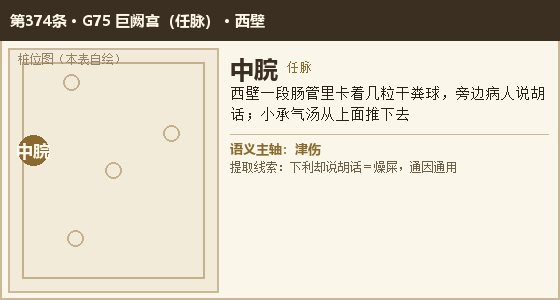 第374条·G75 巨阙宫（任脉）·西壁
桩位图（本表自绘）
中脘
中脘 任脉
西壁一段肠管里卡着几粒干粪球，旁边病人说胡
话；小承气汤从上面推下去
语义主轴：津伤
提取线索：下利却说胡话＝燥屎，通因通用